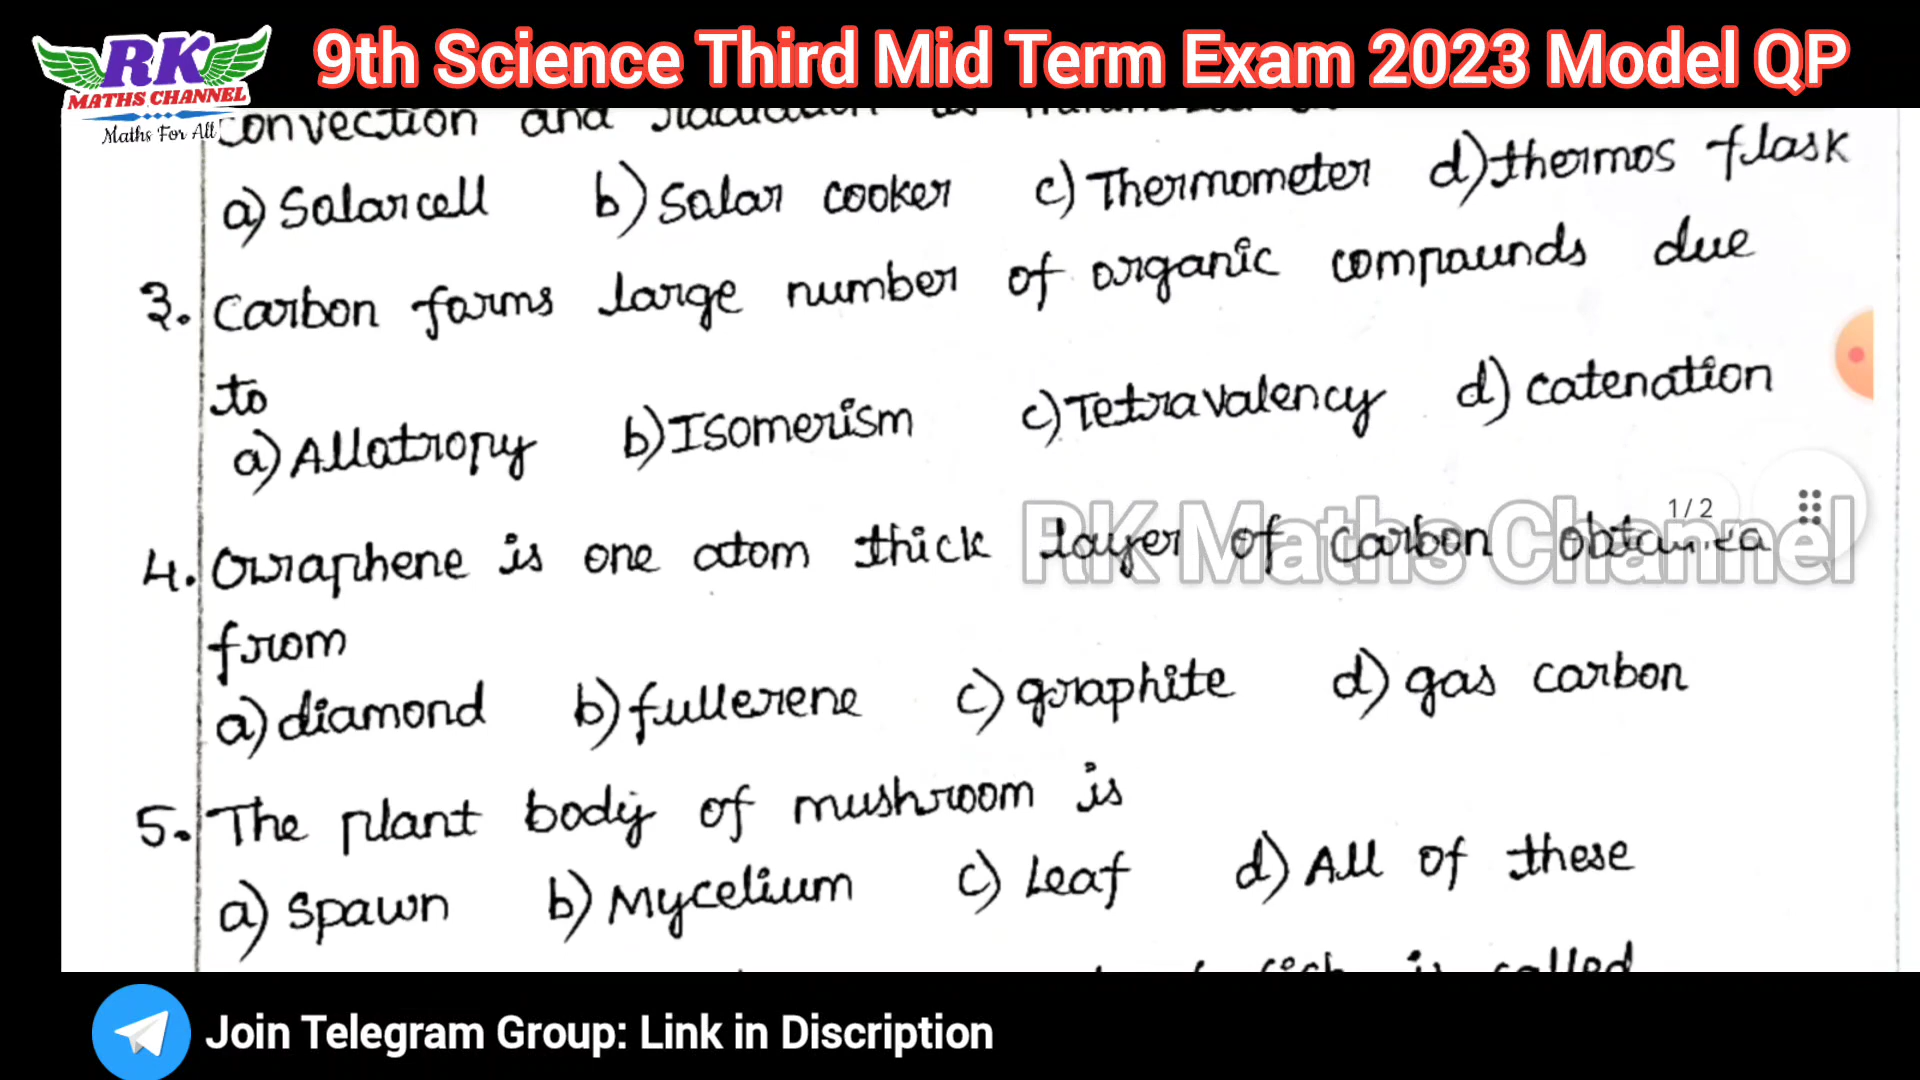 RK
MATHS CHANNEL
Maths For All
9th Science Third Mid Term Exam 2023 Model QP
convection and
a) Solarcell b) Solar cooker c) Thermometer d) thermos flask
3. Carbon forms large number of organic compounds due
to
a) Allotropy b) Isomerism c) Tetravalency d) catenation
RK Maths Channel
1/2
4. Graphene is one atom thick layer of carbon
from
a) diamond b) fullerene c) graphite d) gas carbon
5. The plant body of mushroom is
a) Spawn b) Mycelium c) Leaf d) All of these
is called
Join Telegram Group: Link in Discription